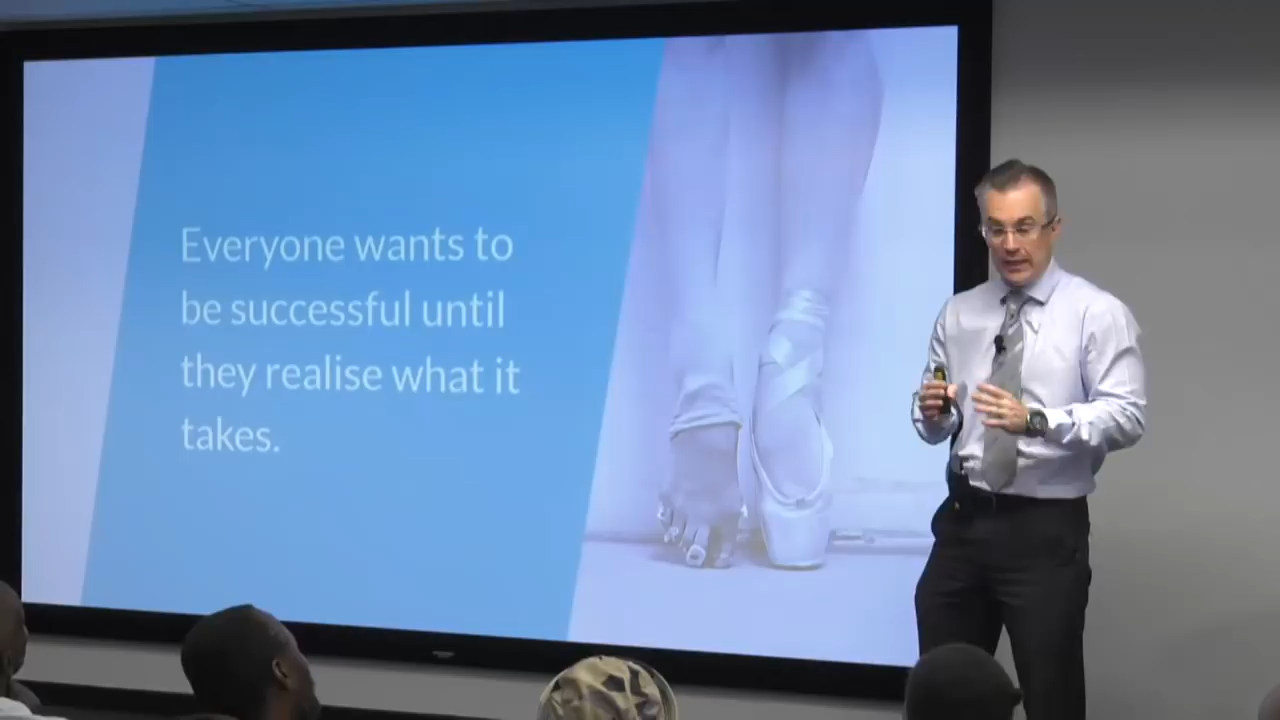 Everyone wants to
be successful until
they realise what it
takes.